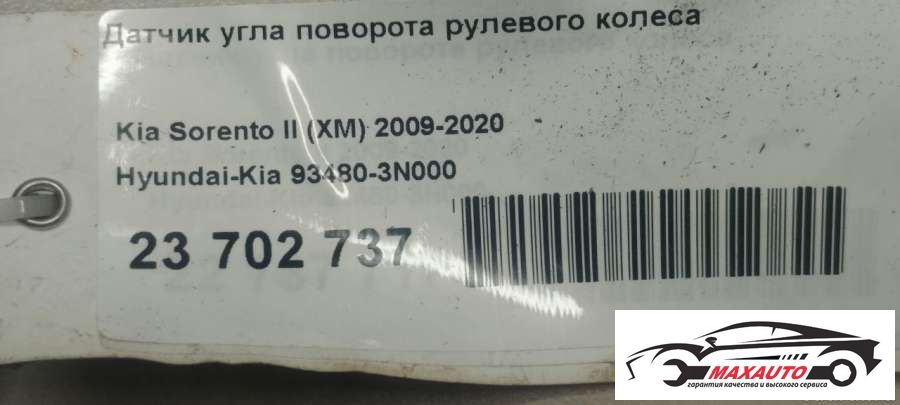 Датчик угла поворота рулевого колеса
Kia Sorento II (XM) 2009-2020
Hyundai-Kia 93480-3N000
23 702 737
MAXAUTO
гарантия качества и высокого сервиса